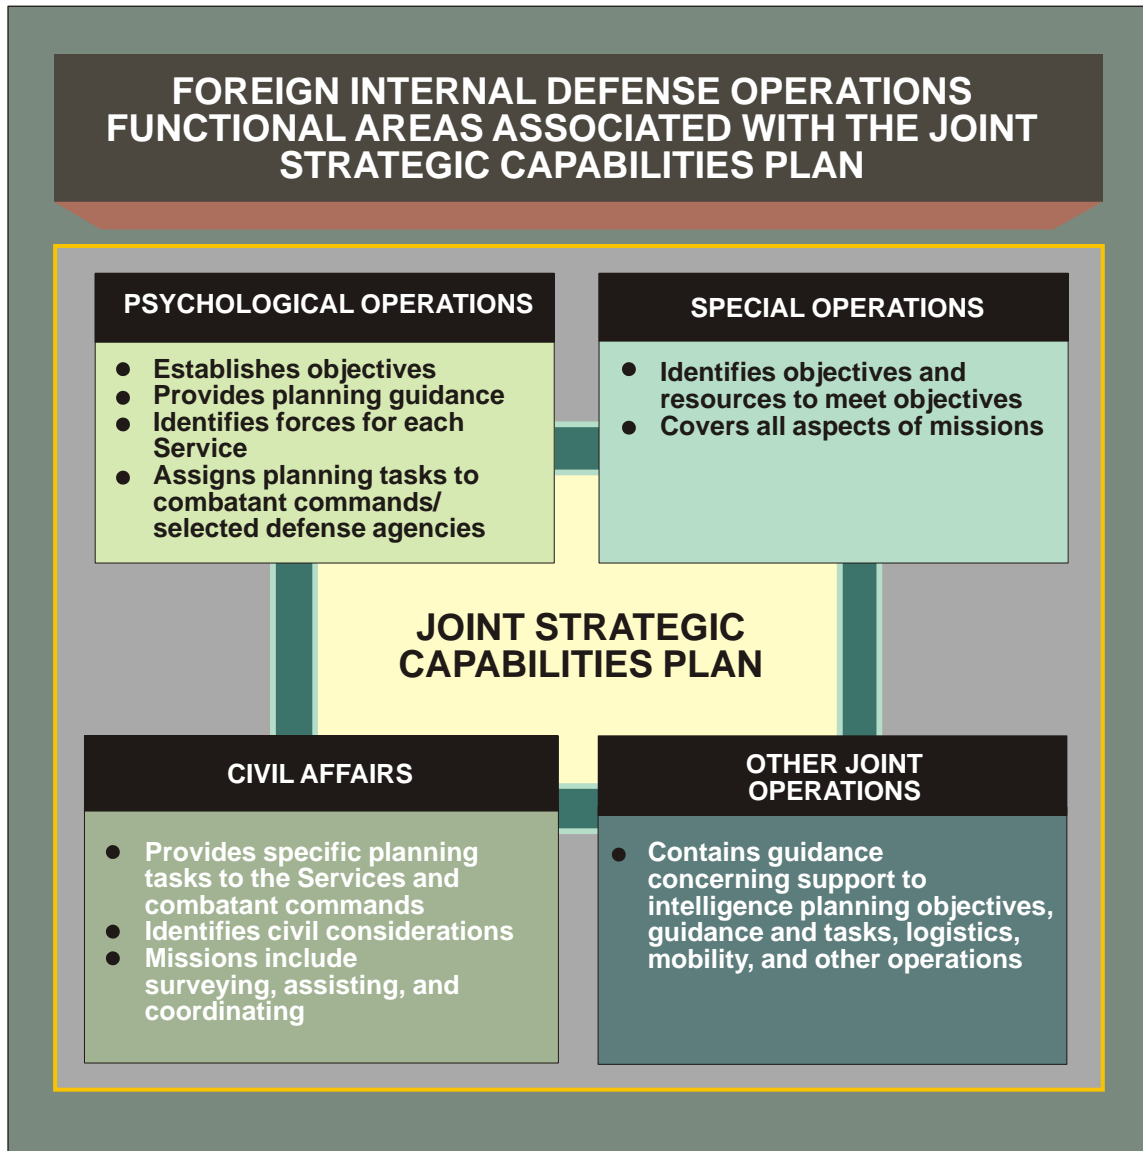 FOREIGN INTERNAL DEFENSE OPERATIONS
FUNCTIONAL AREAS ASSOCIATED WITH THE JOINT
STRATEGIC CAPABILITIES PLAN
PSYCHOLOGICAL OPERATIONS
● Establishes objectives
● Provides planning guidance
● Identifies forces for each
Service
● Assigns planning tasks to
combatant commands/
selected defense agencies
SPECIAL OPERATIONS
● Identifies objectives and
resources to meet objectives
● Covers all aspects of missions
JOINT STRATEGIC
CAPABILITIES PLAN
CIVIL AFFAIRS
● Provides specific planning
tasks to the Services and
combatant commands
● Identifies civil considerations
● Missions include
surveying, assisting, and
coordinating
OTHER JOINT
OPERATIONS
● Contains guidance
concerning support to
intelligence planning objectives,
guidance and tasks, logistics,
mobility, and other operations